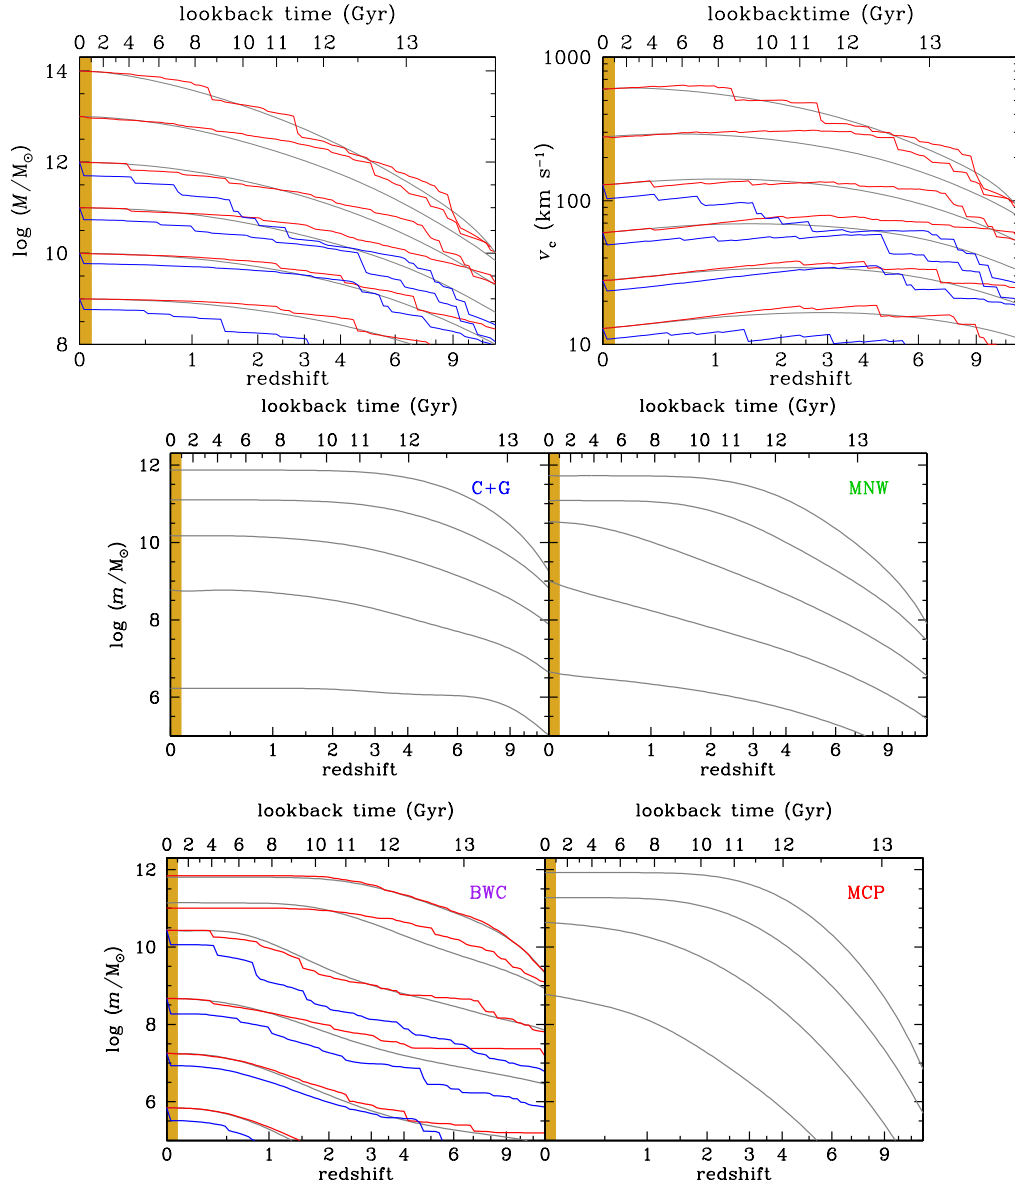 lookback time (Gyr) lookbacktime (Gyr)
0 2 4 6 8 10 11 12 13 0 2 4 6 8 10 11 12 13
14 1000
12
log (M/M⊙) v_c (km s⁻¹) 100
10
8 10
0 1 2 3 4 6 9 0 1 2 3 4 6 9
redshift redshift
lookback time (Gyr) lookback time (Gyr)
0 2 4 6 8 10 11 12 13 0 2 4 6 8 10 11 12 13
12
C+G MNW
10
log (m/M⊙)
8
6
0 1 2 3 4 6 9 0 1 2 3 4 6 9
redshift redshift
lookback time (Gyr) lookback time (Gyr)
0 2 4 6 8 10 11 12 13 0 2 4 6 8 10 11 12 13
12
BWC MCP
10
log (m/M⊙)
8
6
0 1 2 3 4 6 9 0 1 2 3 4 6 9
redshift redshift